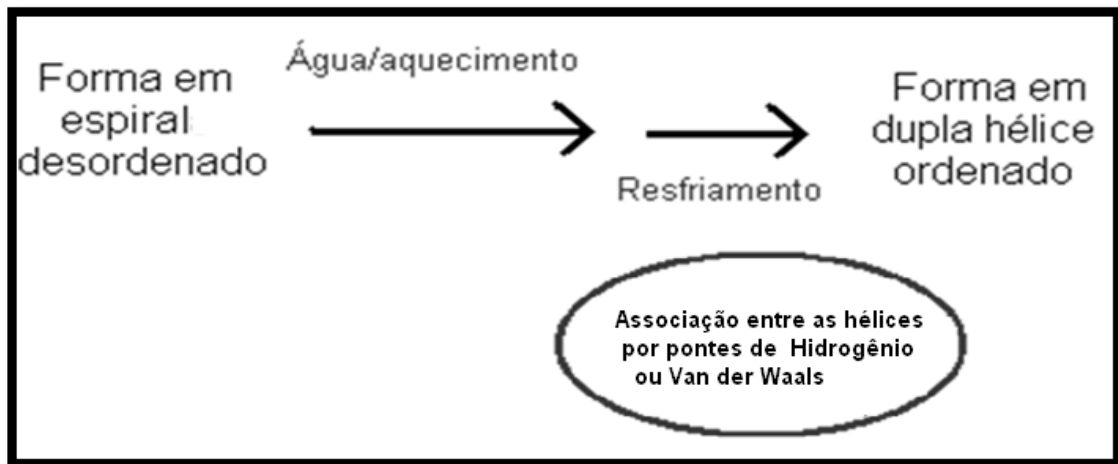 Forma em
espiral
desordenado
Água/aquecimento
Resfriamento
Forma em
dupla hélice
ordenado
Associação entre as hélices
por pontes de Hidrogênio
ou Van der Waals